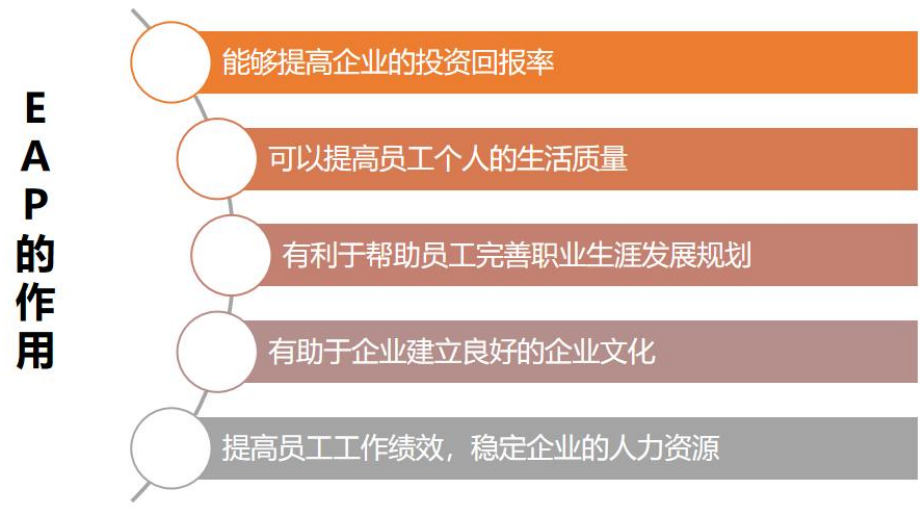 EAP的作用
能够提高企业的投资回报率
可以提高员工个人的生活质量
有利于帮助员工完善职业生涯发展规划
有助于企业建立良好的企业文化
提高员工工作绩效，稳定企业的人力资源